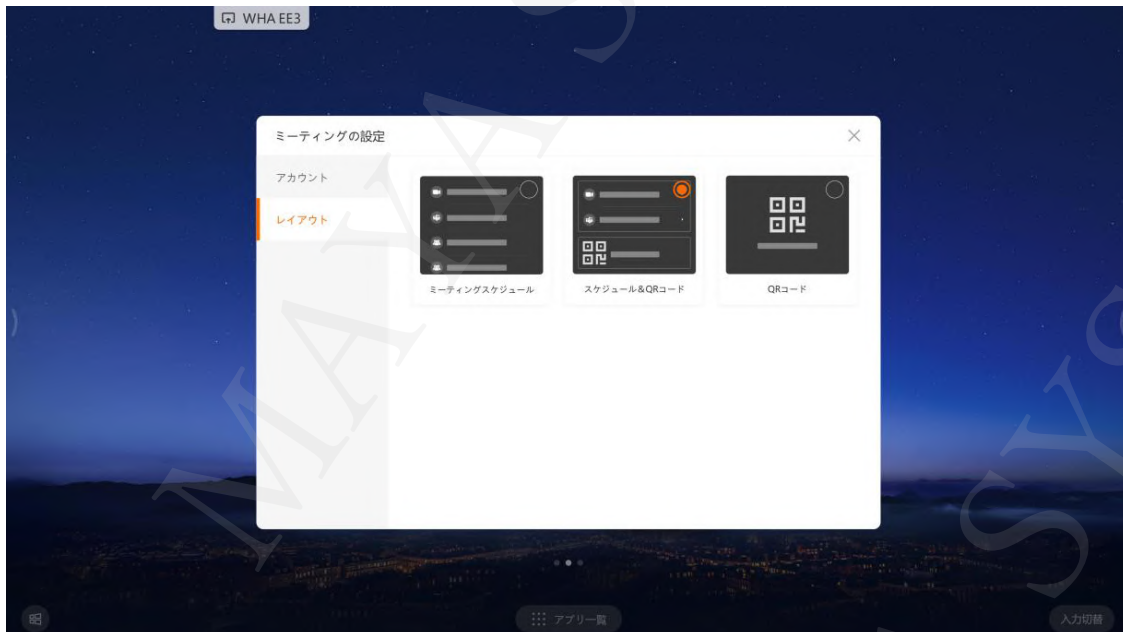 WHA EE3
ミーティングの設定
アカウント
レイアウト
ミーティングスケジュール
スケジュール&QRコード
QRコード
アプリ一覧
入力切替
MAYA S
SYS